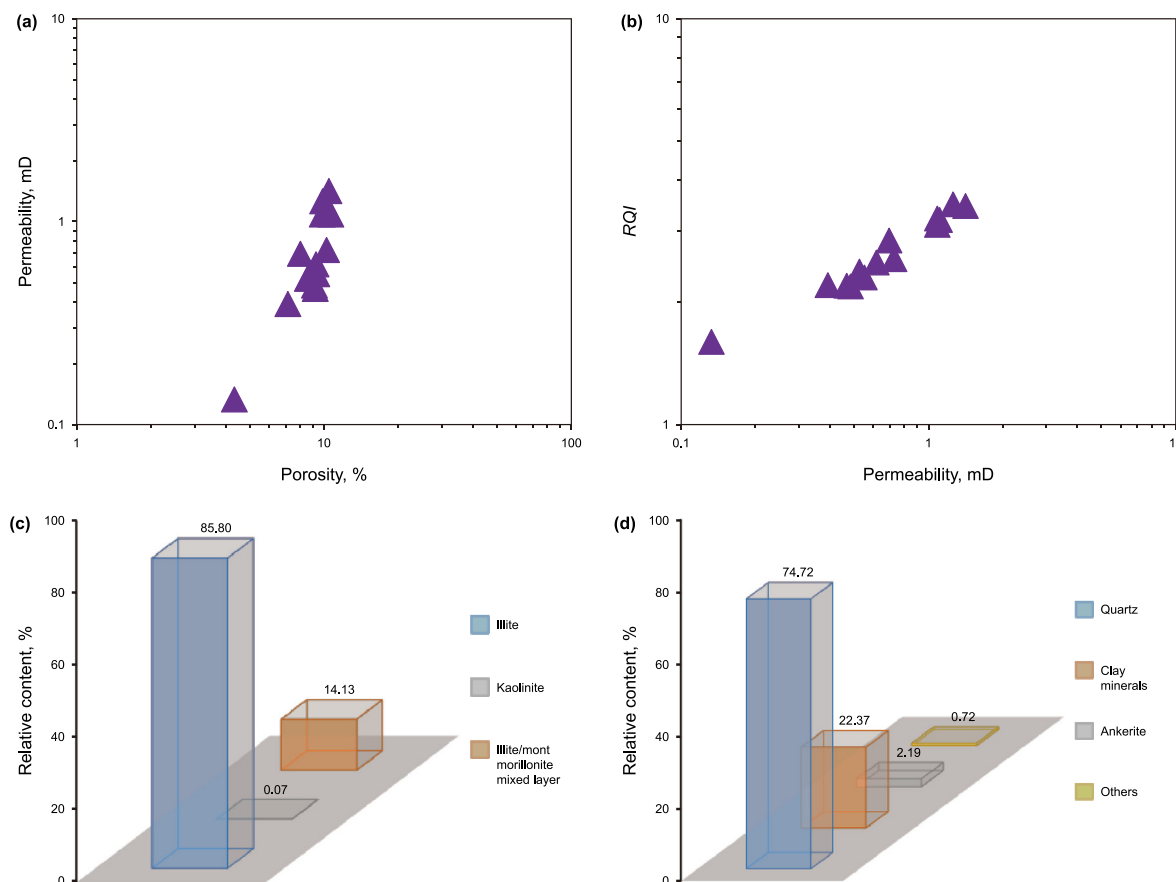 (a)
10
1
0.1
Permeability, mD
1
10
100
Porosity, %
(b)
10
1
RQI
0.1
1
1
Permeability, mD
(c)
100
80
60
40
20
0
Relative content, %
85.80
0.07
14.13
Illite
Kaolinite
Illite/mont
morillonite
mixed layer
(d)
100
80
60
40
20
0
Relative content, %
74.72
22.37
2.19
0.72
Quartz
Clay
minerals
Ankerite
Others